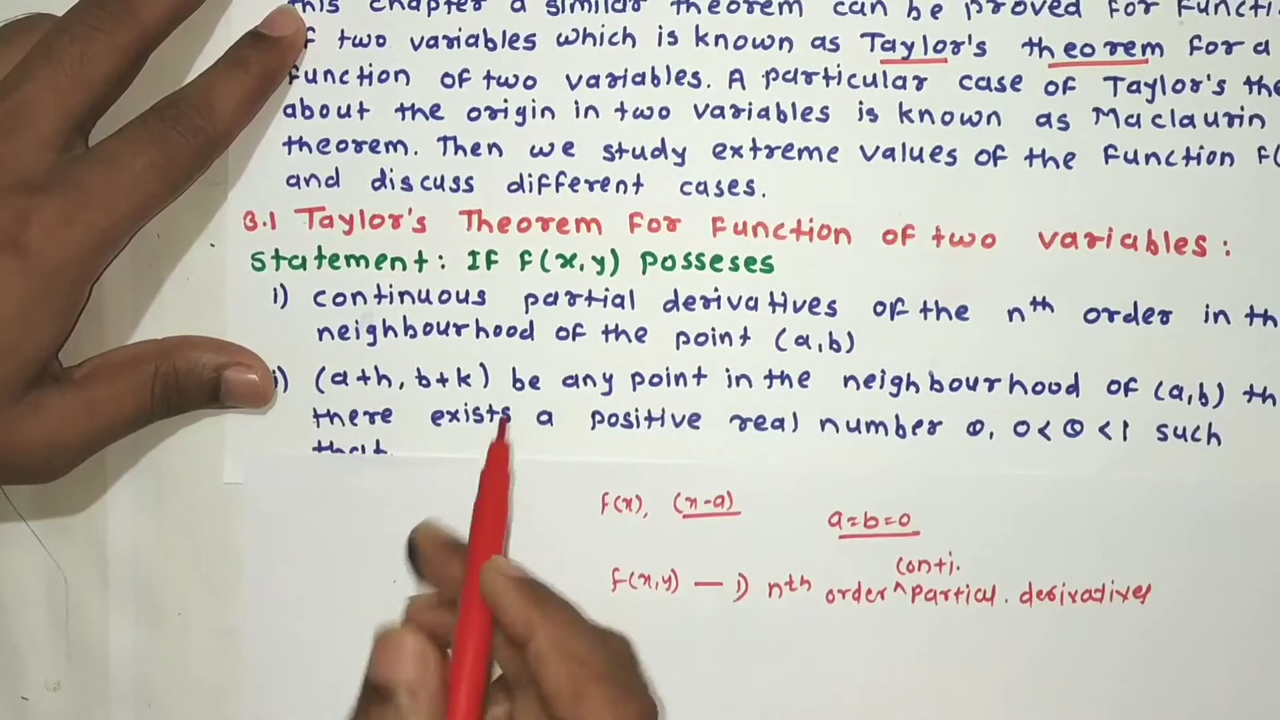 this chapter a similar theorem can be proved for functi
of two variables which is known as Taylor's theorem for a
function of two variables. A particular case of Taylor's the
about the origin in two variables is known as Maclaurin
theorem. Then we study extreme values of the function f(
and discuss different cases.
3.1 Taylor's Theorem for Function of two variables:
Statement: If f(x,y) posseses
i) continuous partial derivatives of the nth order in th
neighbourhood of the point (a,b)
i) (a+h, b+k) be any point in the neighbourhood of (a,b) th
there exists a positive real number θ, 0<θ<1 such
that
f(x), (x-a)
a=b=0
conti.
f(x,y) — i) nth order ^ partial. derivatives